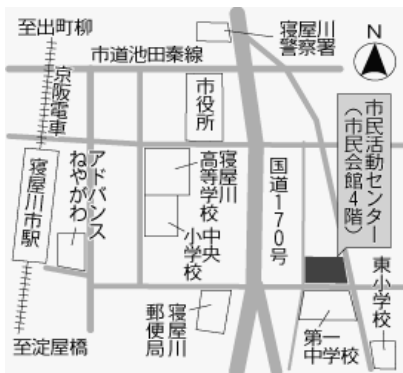 至出町柳
寝屋川
警察署
N
市道池田秦線
京阪電車
市役所
市民活動センター
（市民会館4階）
アドバンス
ねやがわ
寝屋川
高等学校
国道170号
寝屋川市駅
中央
小学校
東小学校
寝屋川
郵便局
第一
中学校
至淀屋橋